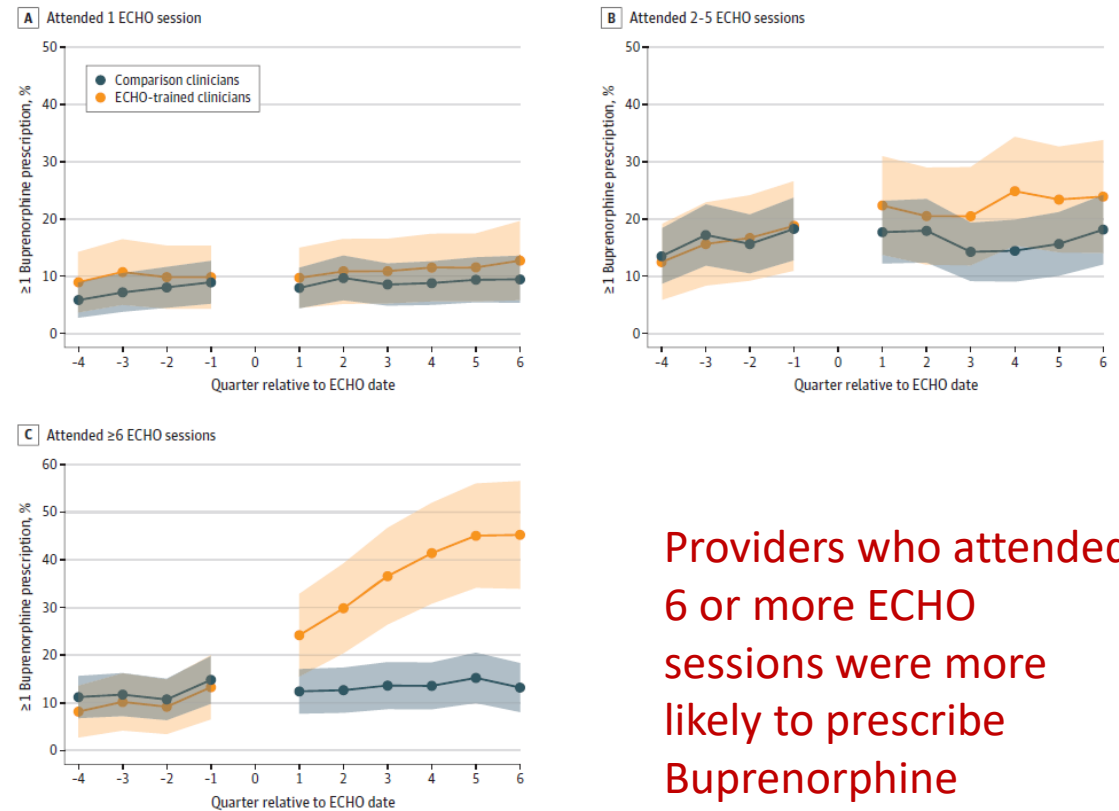 A Attended 1 ECHO session
≥1 Buprenorphine prescription, %
50
40
30
20
10
0
Comparison clinicians
ECHO-trained clinicians
-4 -3 -2 -1 0 1 2 3 4 5 6
Quarter relative to ECHO date
B Attended 2-5 ECHO sessions
≥1 Buprenorphine prescription, %
50
40
30
20
10
0
-4 -3 -2 -1 0 1 2 3 4 5 6
Quarter relative to ECHO date
C Attended ≥6 ECHO sessions
≥1 Buprenorphine prescription, %
60
50
40
30
20
10
0
-4 -3 -2 -1 0 1 2 3 4 5 6
Quarter relative to ECHO date
Providers who attended
6 or more ECHO
sessions were more
likely to prescribe
Buprenorphine